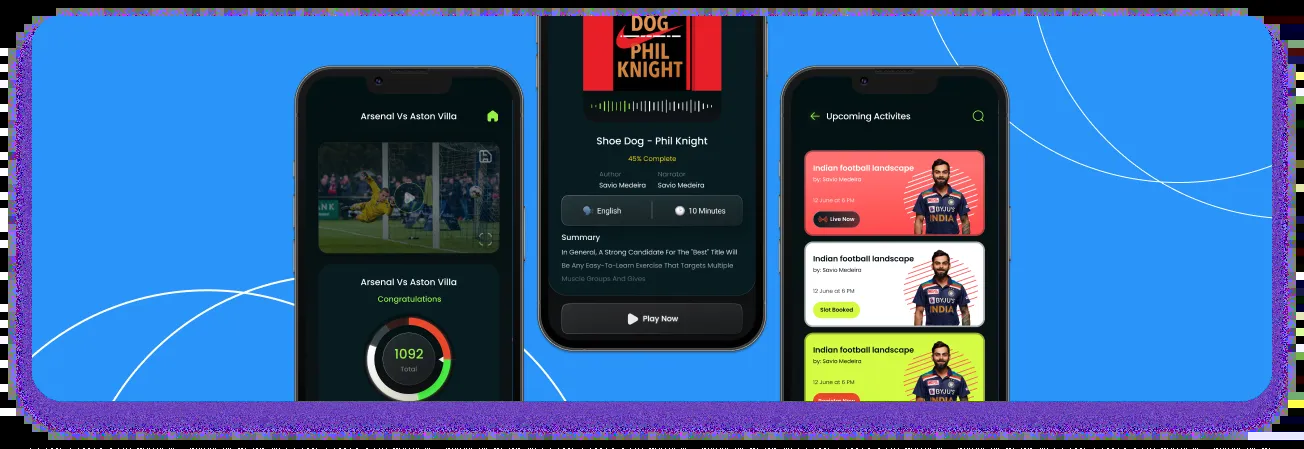 Arsenal Vs Aston Villa
NK
Arsenal Vs Aston Villa
Congratulations
1092
Total
DOG
PHIL
KNIGHT
Shoe Dog - Phil Knight
45% Complete
Author
Narrator
Savio Medeira
Savio Medeira
English
10 Minutes
Summary
In General, A Strong Candidate For The "Best" Title Will
Be Any Easy-To-Learn Exercise That Targets Multiple
Muscle Groups And Gives
Play Now
Upcoming Activites
Indian football landscape
by: Savio Medeira
12 June at 6 PM
Live Now
BYJU'S
INDIA
Indian football landscape
by: Savio Medeira
12 June at 6 PM
Slot Booked
BYJU'S
INDIA
Indian football landscape
by: Savio Medeira
12 June at 6 PM
Register Now
BYJU'S
INDIA